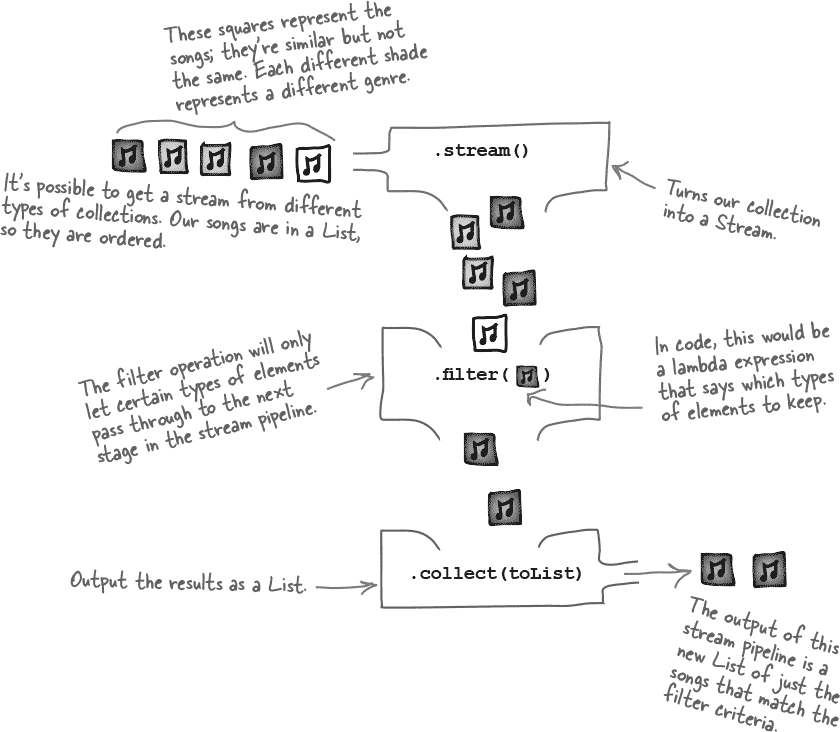 These squares represent the
songs; they're similar but not
the same. Each different shade
represents a different genre.
.stream()
It's possible to get a stream from different
types of collections. Our songs are in a List,
so they are ordered.
Turns our collection
into a Stream.
The filter operation will only
let certain types of elements
pass through to the next
stage in the stream pipeline.
.filter( )
In code, this would be
a lambda expression
that says which types
of elements to keep.
Output the results as a List.
.collect(toList)
The output of this
stream pipeline is a
new List of just the
songs that match the
filter criteria.